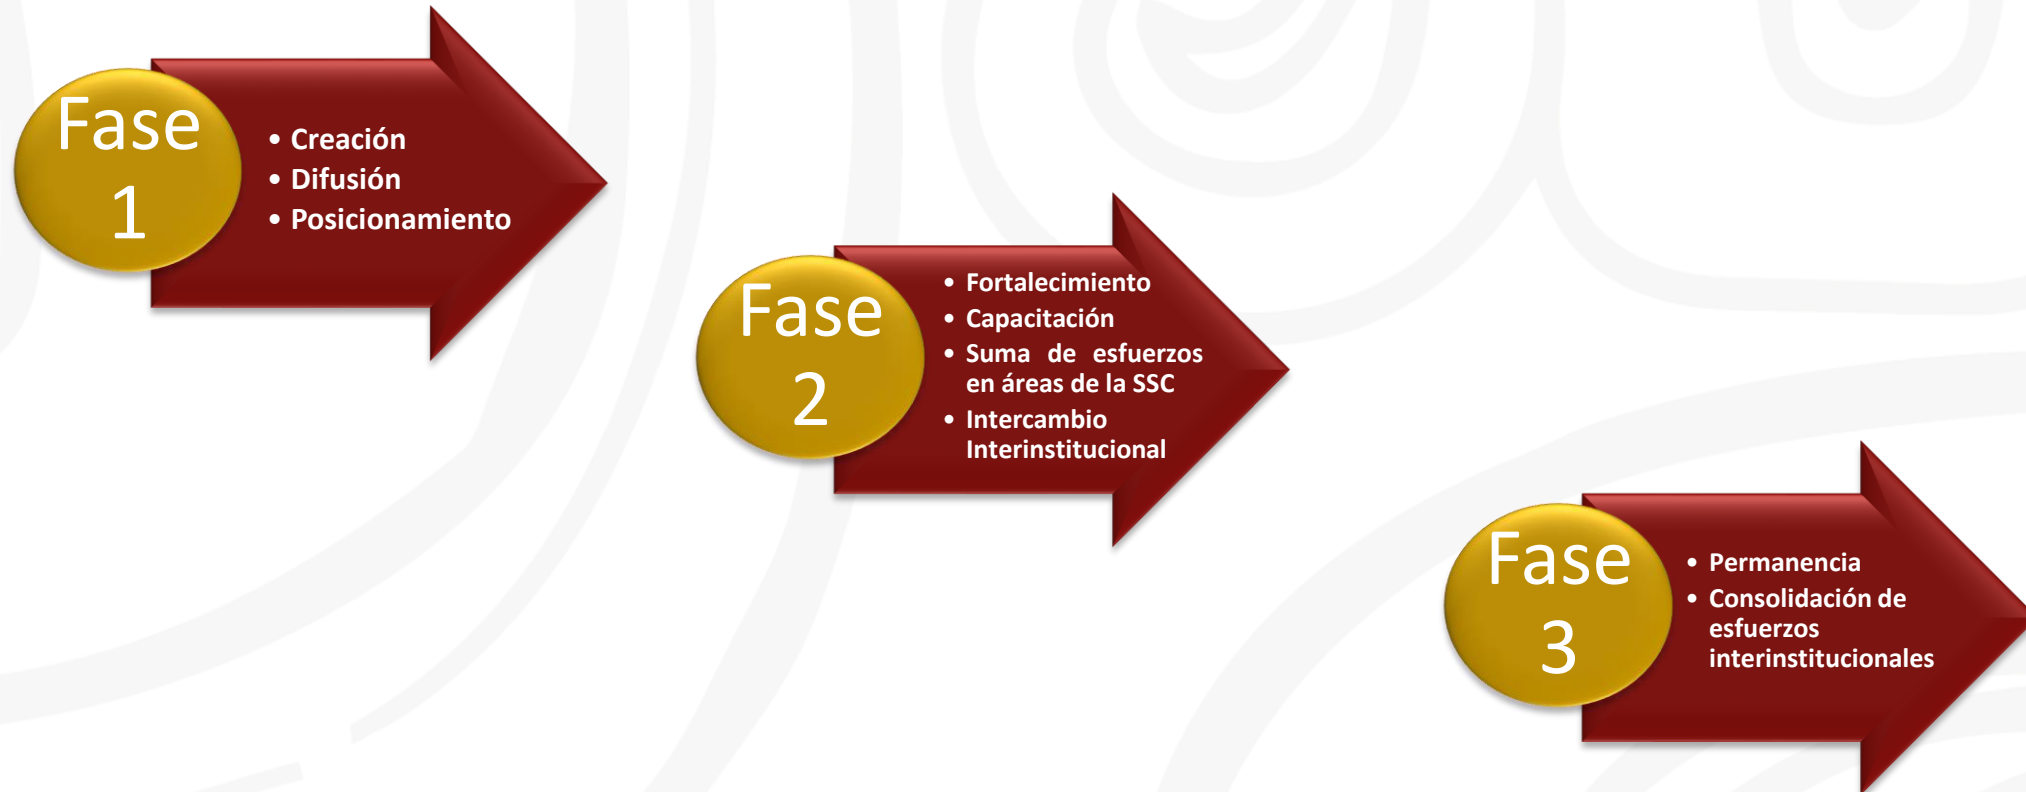 Fase
1
• Creación
• Difusión
• Posicionamiento
Fase
2
• Fortalecimiento
• Capacitación
• Suma de esfuerzos
en áreas de la SSC
• Intercambio
Interinstitucional
Fase
3
• Permanencia
• Consolidación de
esfuerzos
interinstitucionales